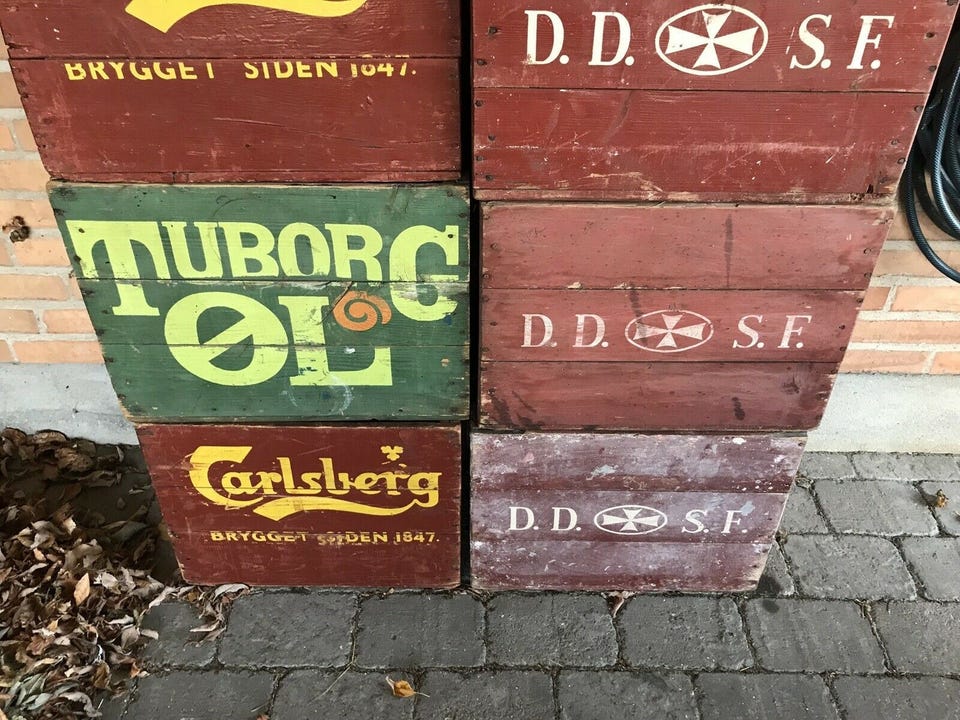 BRYGGET SIDEN 1847.
TUBORG
ØL
Carlsberg
BRYGGET SIDEN 1847.
D. D. S. F.
D. D. S. F.
D. D. S. F.